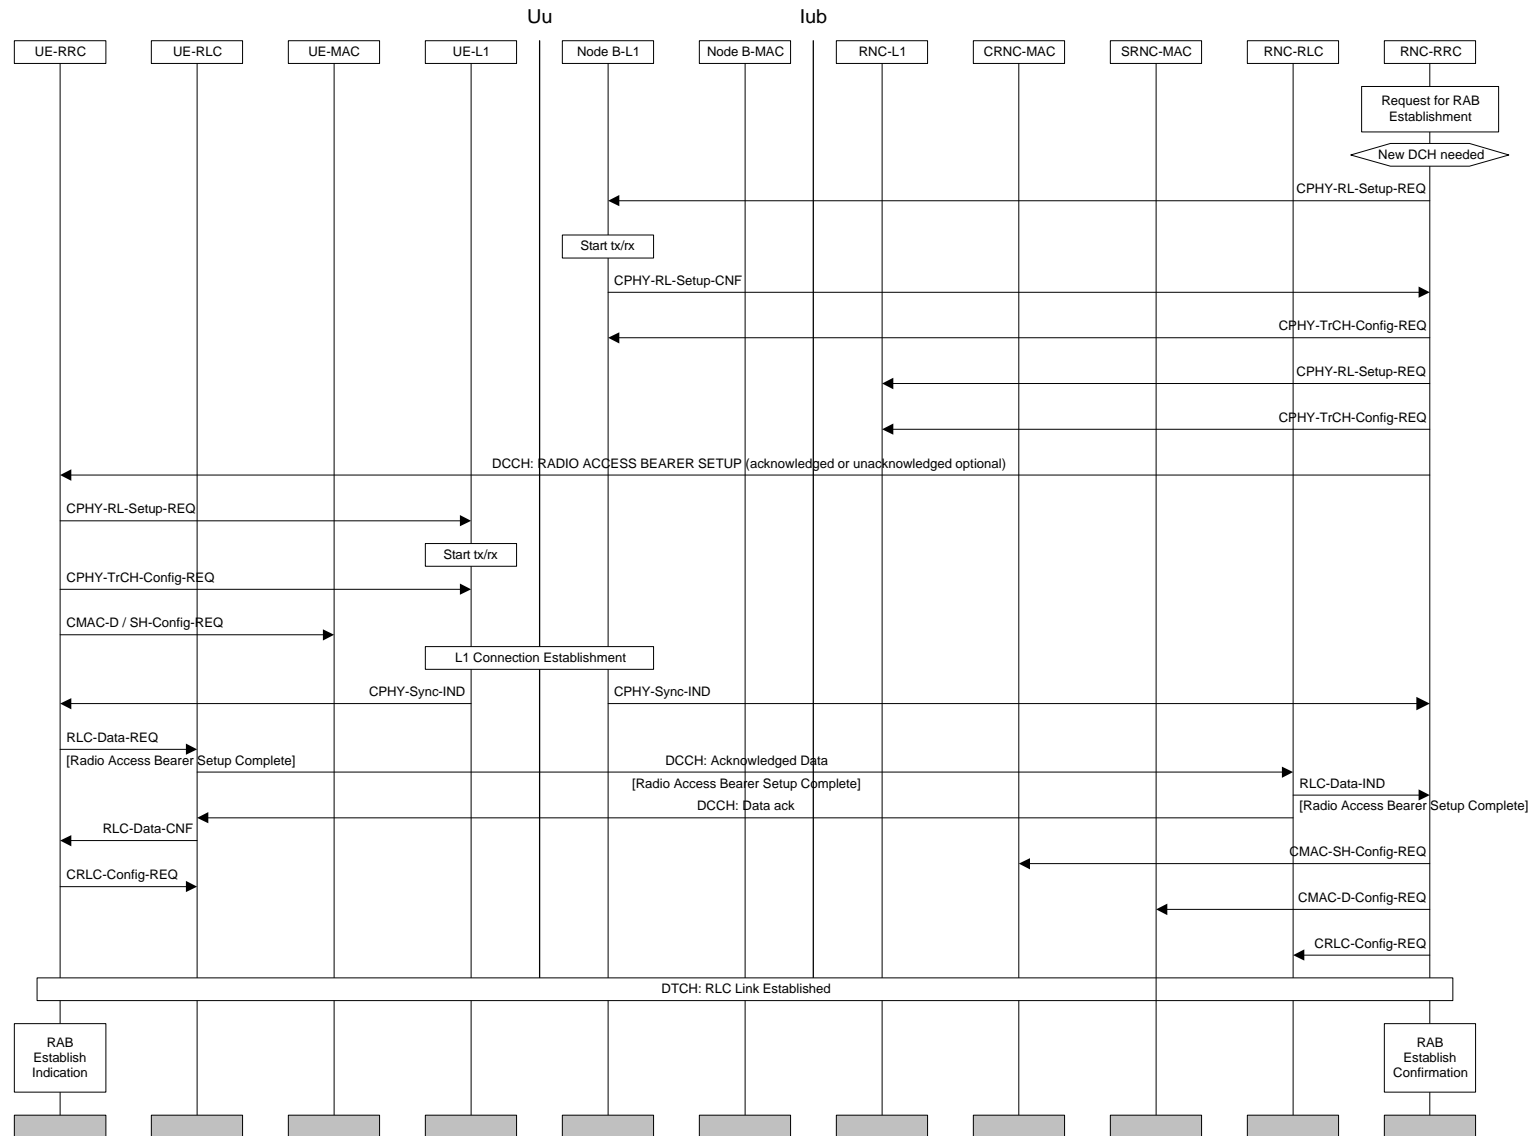 Uu
Iub
UE-RRC
UE-RLC
UE-MAC
UE-L1
Node B-L1
Node B-MAC
RNC-L1
CRNC-MAC
SRNC-MAC
RNC-RLC
RNC-RRC
Request for RAB
Establishment
New DCH needed
CPHY-RL-Setup-REQ
Start tx/rx
CPHY-RL-Setup-CNF
CPHY-TrCH-Config-REQ
CPHY-RL-Setup-REQ
CPHY-TrCH-Config-REQ
DCCH: RADIO ACCESS BEARER SETUP (acknowledged or unacknowledged optional)
CPHY-RL-Setup-REQ
Start tx/rx
CPHY-TrCH-Config-REQ
CMAC-D / SH-Config-REQ
L1 Connection Establishment
CPHY-Sync-IND
CPHY-Sync-IND
RLC-Data-REQ
[Radio Access Bearer Setup Complete]
DCCH: Acknowledged Data
[Radio Access Bearer Setup Complete]
RLC-Data-IND
[Radio Access Bearer Setup Complete]
DCCH: Data ack
RLC-Data-CNF
CMAC-SH-Config-REQ
CRLC-Config-REQ
CMAC-D-Config-REQ
CRLC-Config-REQ
DTCH: RLC Link Established
RAB
Establish
Indication
RAB
Establish
Confirmation